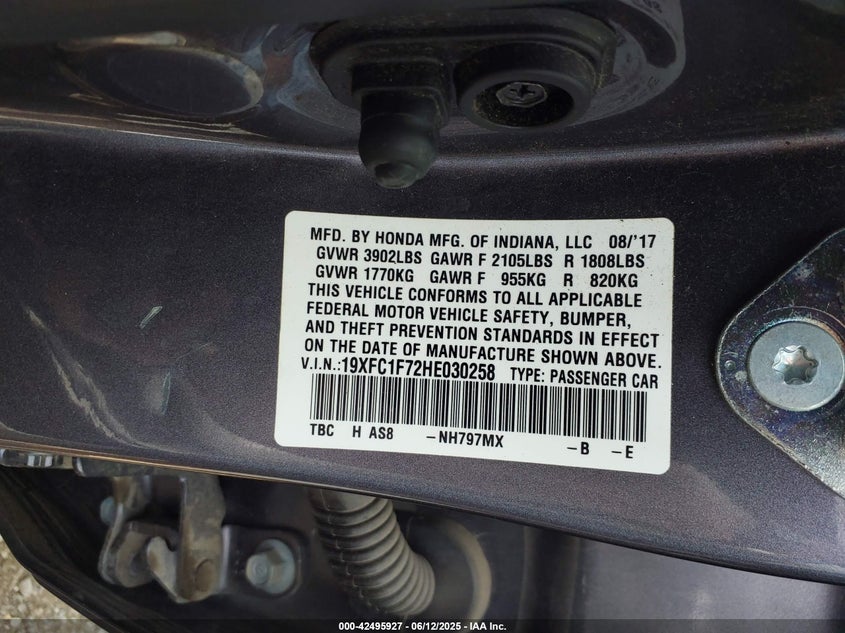 MFD. BY HONDA MFG. OF INDIANA, LLC 08/'17
GVWR 3902LBS GAWR F 2105LBS R 1808LBS
GVWR 1770KG GAWR F 955KG R 820KG
THIS VEHICLE CONFORMS TO ALL APPLICABLE
FEDERAL MOTOR VEHICLE SAFETY, BUMPER,
AND THEFT PREVENTION STANDARDS IN EFFECT
ON THE DATE OF MANUFACTURE SHOWN ABOVE.
V.I.N.:19XFC1F72HE030258 TYPE: PASSENGER CAR
TBC H AS8 -NH797MX -B -E
000-42495927 - 06/12/2025 - IAA Inc.